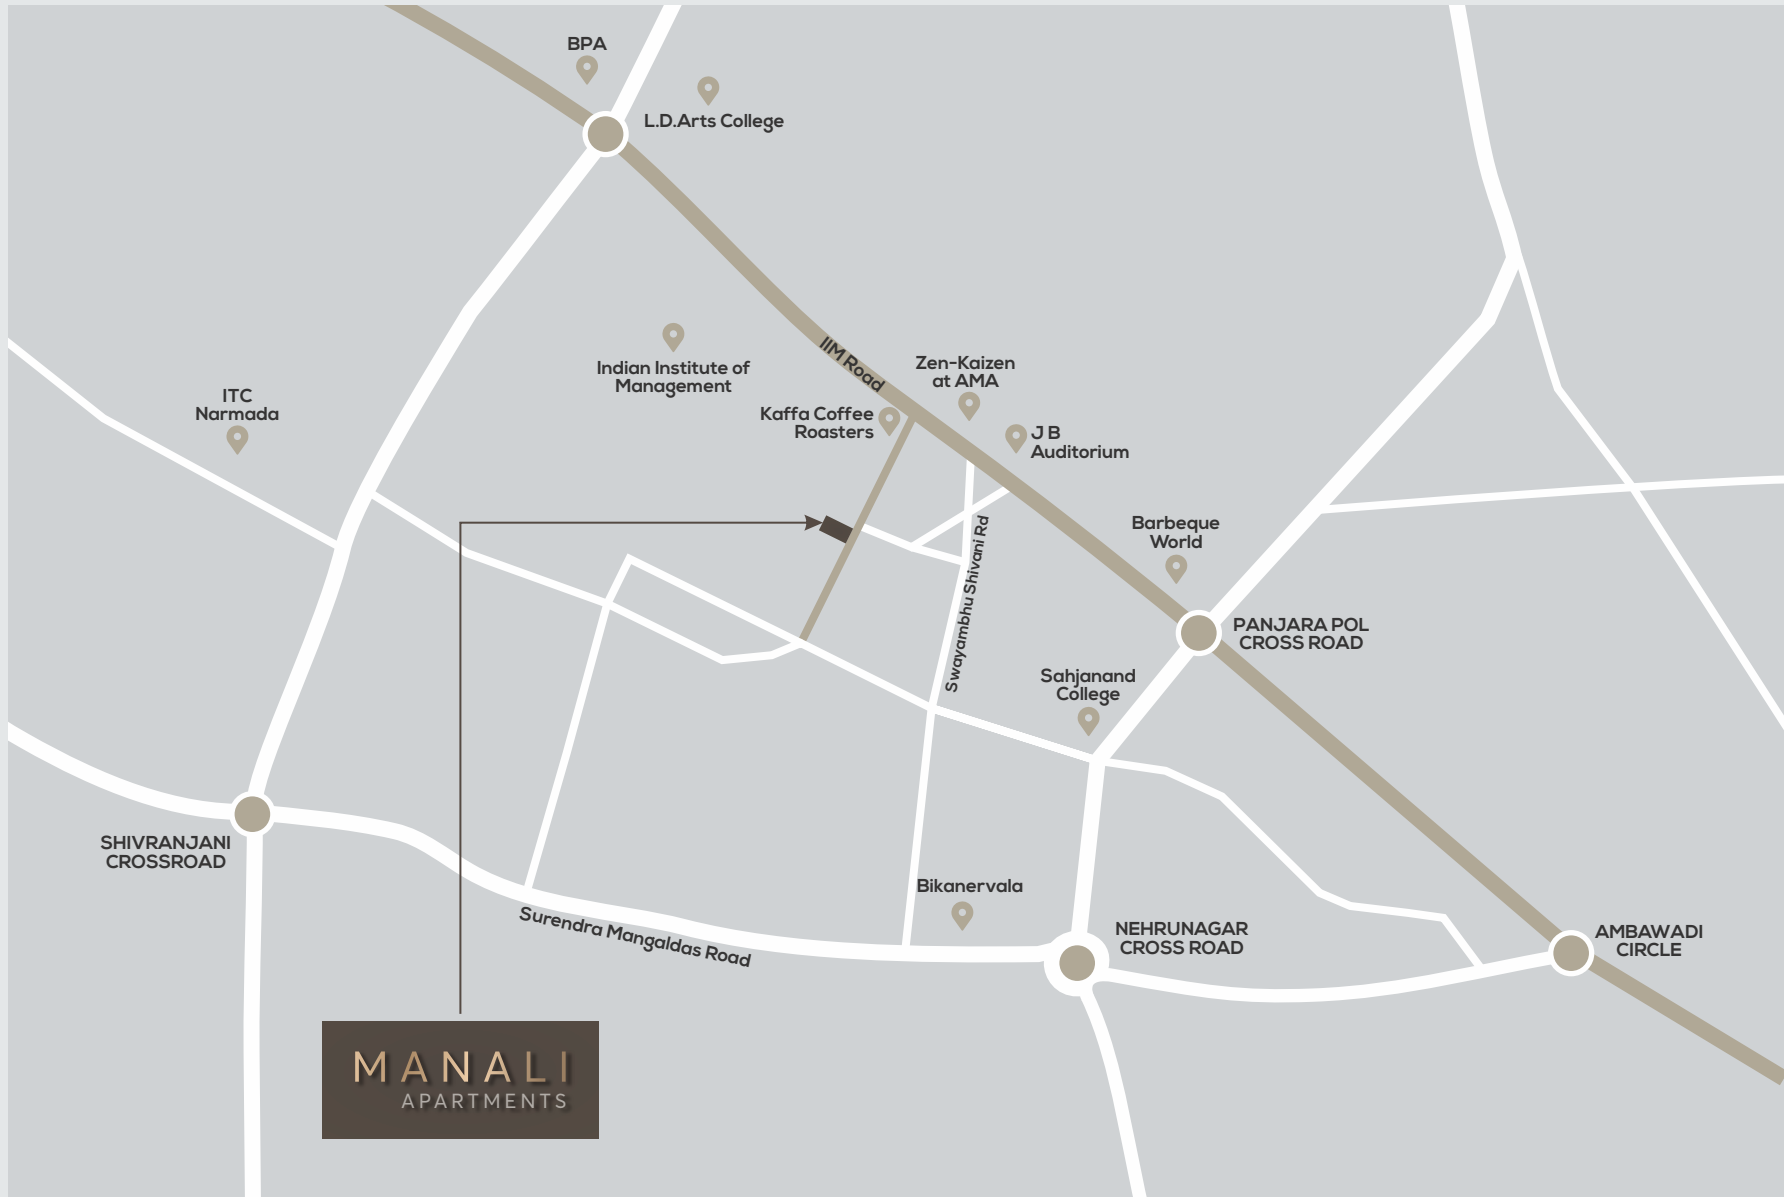 BPA
L.D.Arts College
IIM Road
Indian Institute of
Management
Zen-Kaizen
at AMA
ITC
Narmada
Kaffa Coffee
Roasters
J B
Auditorium
Barbeque
World
Swayambhu Shivani Rd
PANJARA POL
CROSS ROAD
Sahjanand
College
SHIVRANJANI
CROSSROAD
Bikanervala
Surendra Mangaldas Road
NEHRUNAGAR
CROSS ROAD
AMBAWADI
CIRCLE
MANALI
APARTMENTS